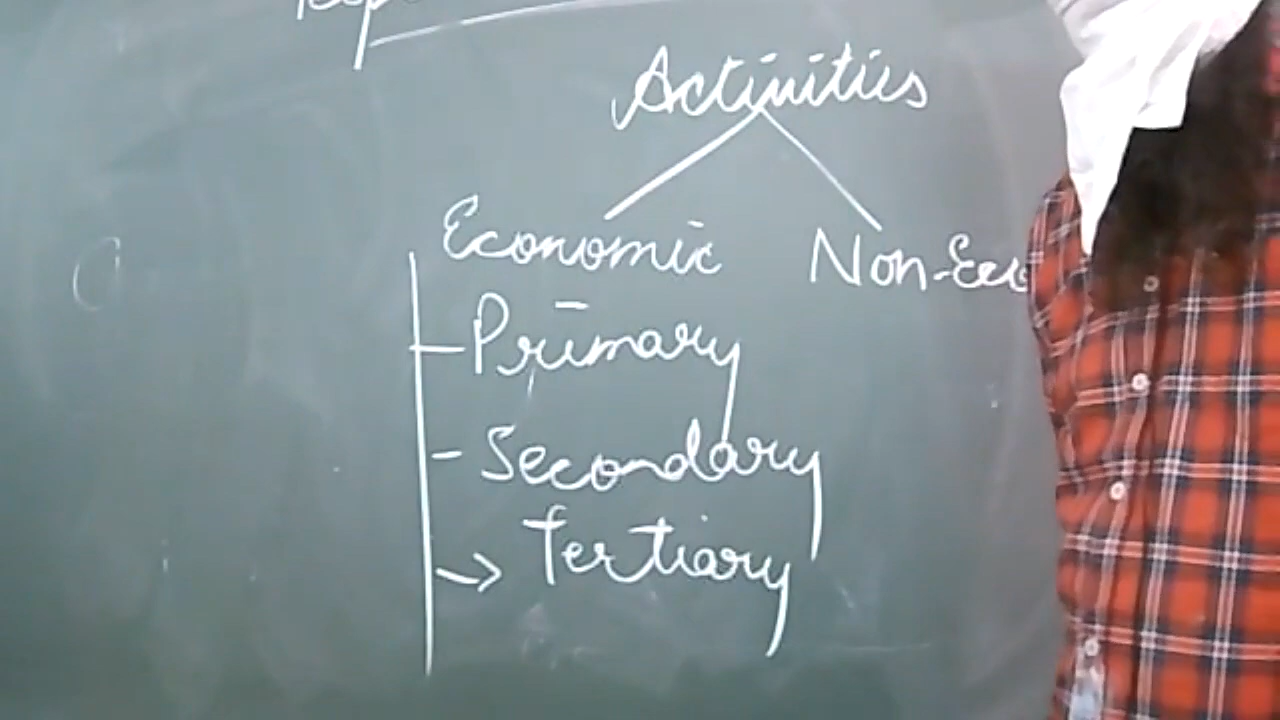 Activities
Economic Non-Eco
Primary
- Secondary
→ Tertiary